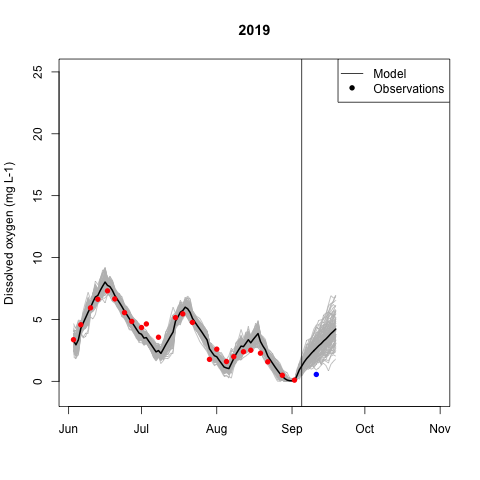 2019
Model
Observations
Dissolved oxygen (mg L-1)
25
20
15
10
5
0
Jun Jul Aug Sep Oct Nov